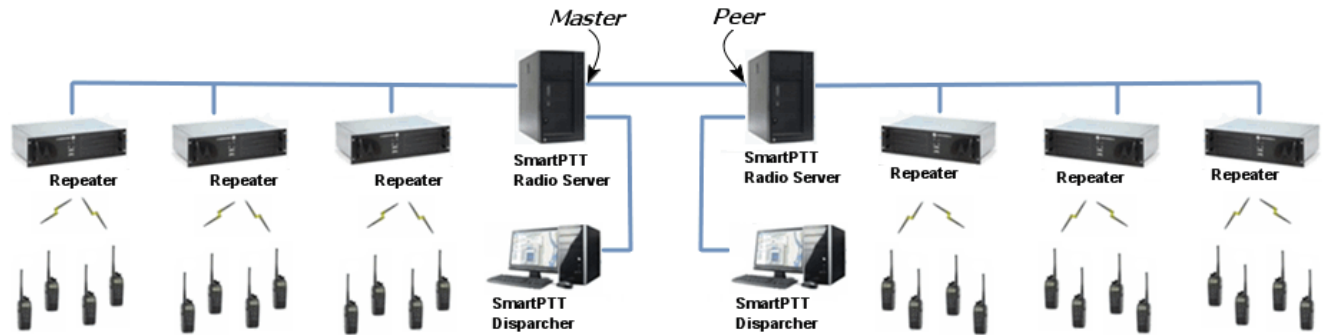 Master
Peer
SmartPTT
Radio Server
SmartPTT
Radio Server
Repeater
Repeater
Repeater
Repeater
Repeater
Repeater
SmartPTT
Disparcher
SmartPTT
Disparcher